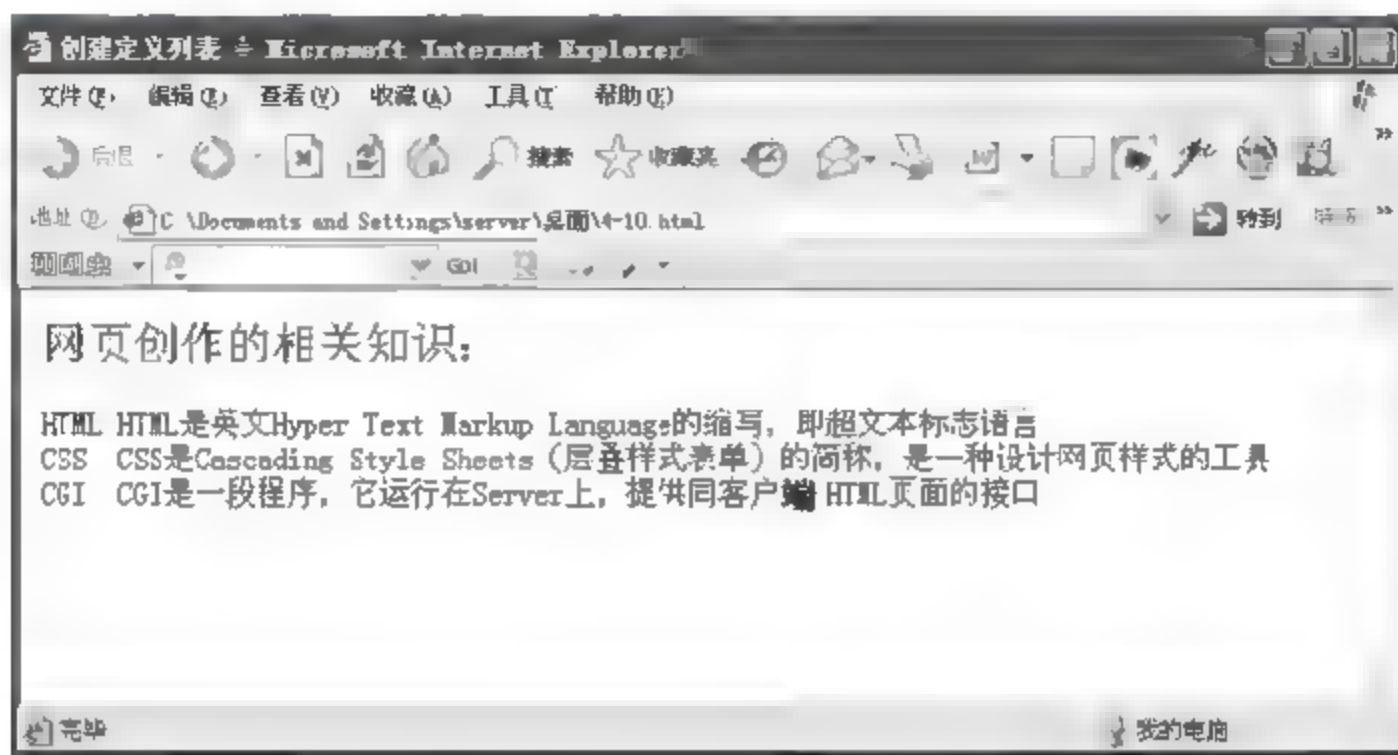 创建定义列表 - Microsoft Internet Explorer
文件(F) 编辑(E) 查看(V) 收藏(A) 工具(T) 帮助(H)
后退 搜索 收藏夹
地址(D) C:\Documents and Settings\server\桌面\4-10.html 转到
Go!
网页创作的相关知识:
HTML HTML是英文Hyper Text Markup Language的缩写，即超文本标志语言
CSS CSS是Cascading Style Sheets（层叠样式表单）的简称，是一种设计网页样式的工具
CGI CGI是一段程序，它运行在Server上，提供同客户端 HTML页面的接口
完毕 我的电脑